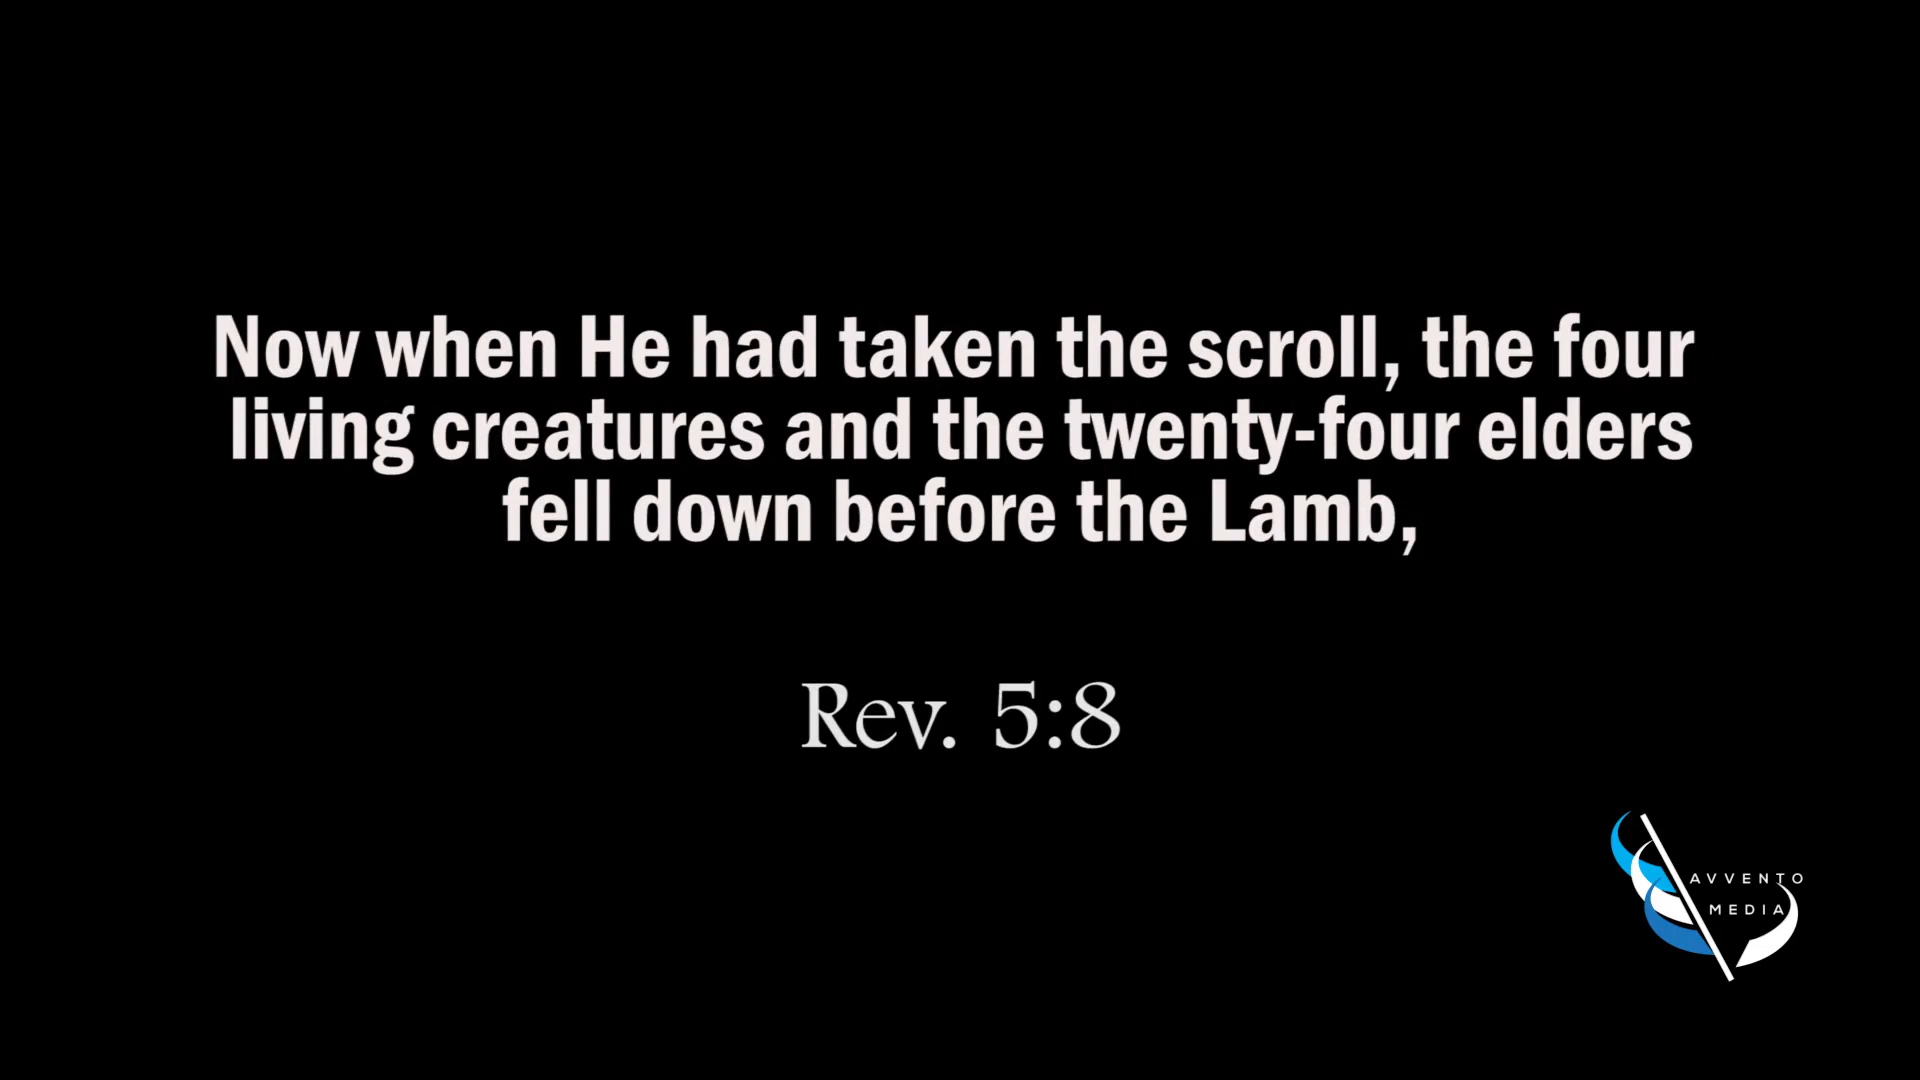 Now when He had taken the scroll, the four
living creatures and the twenty-four elders
fell down before the Lamb,
Rev. 5:8
AVVENTO
MEDIA